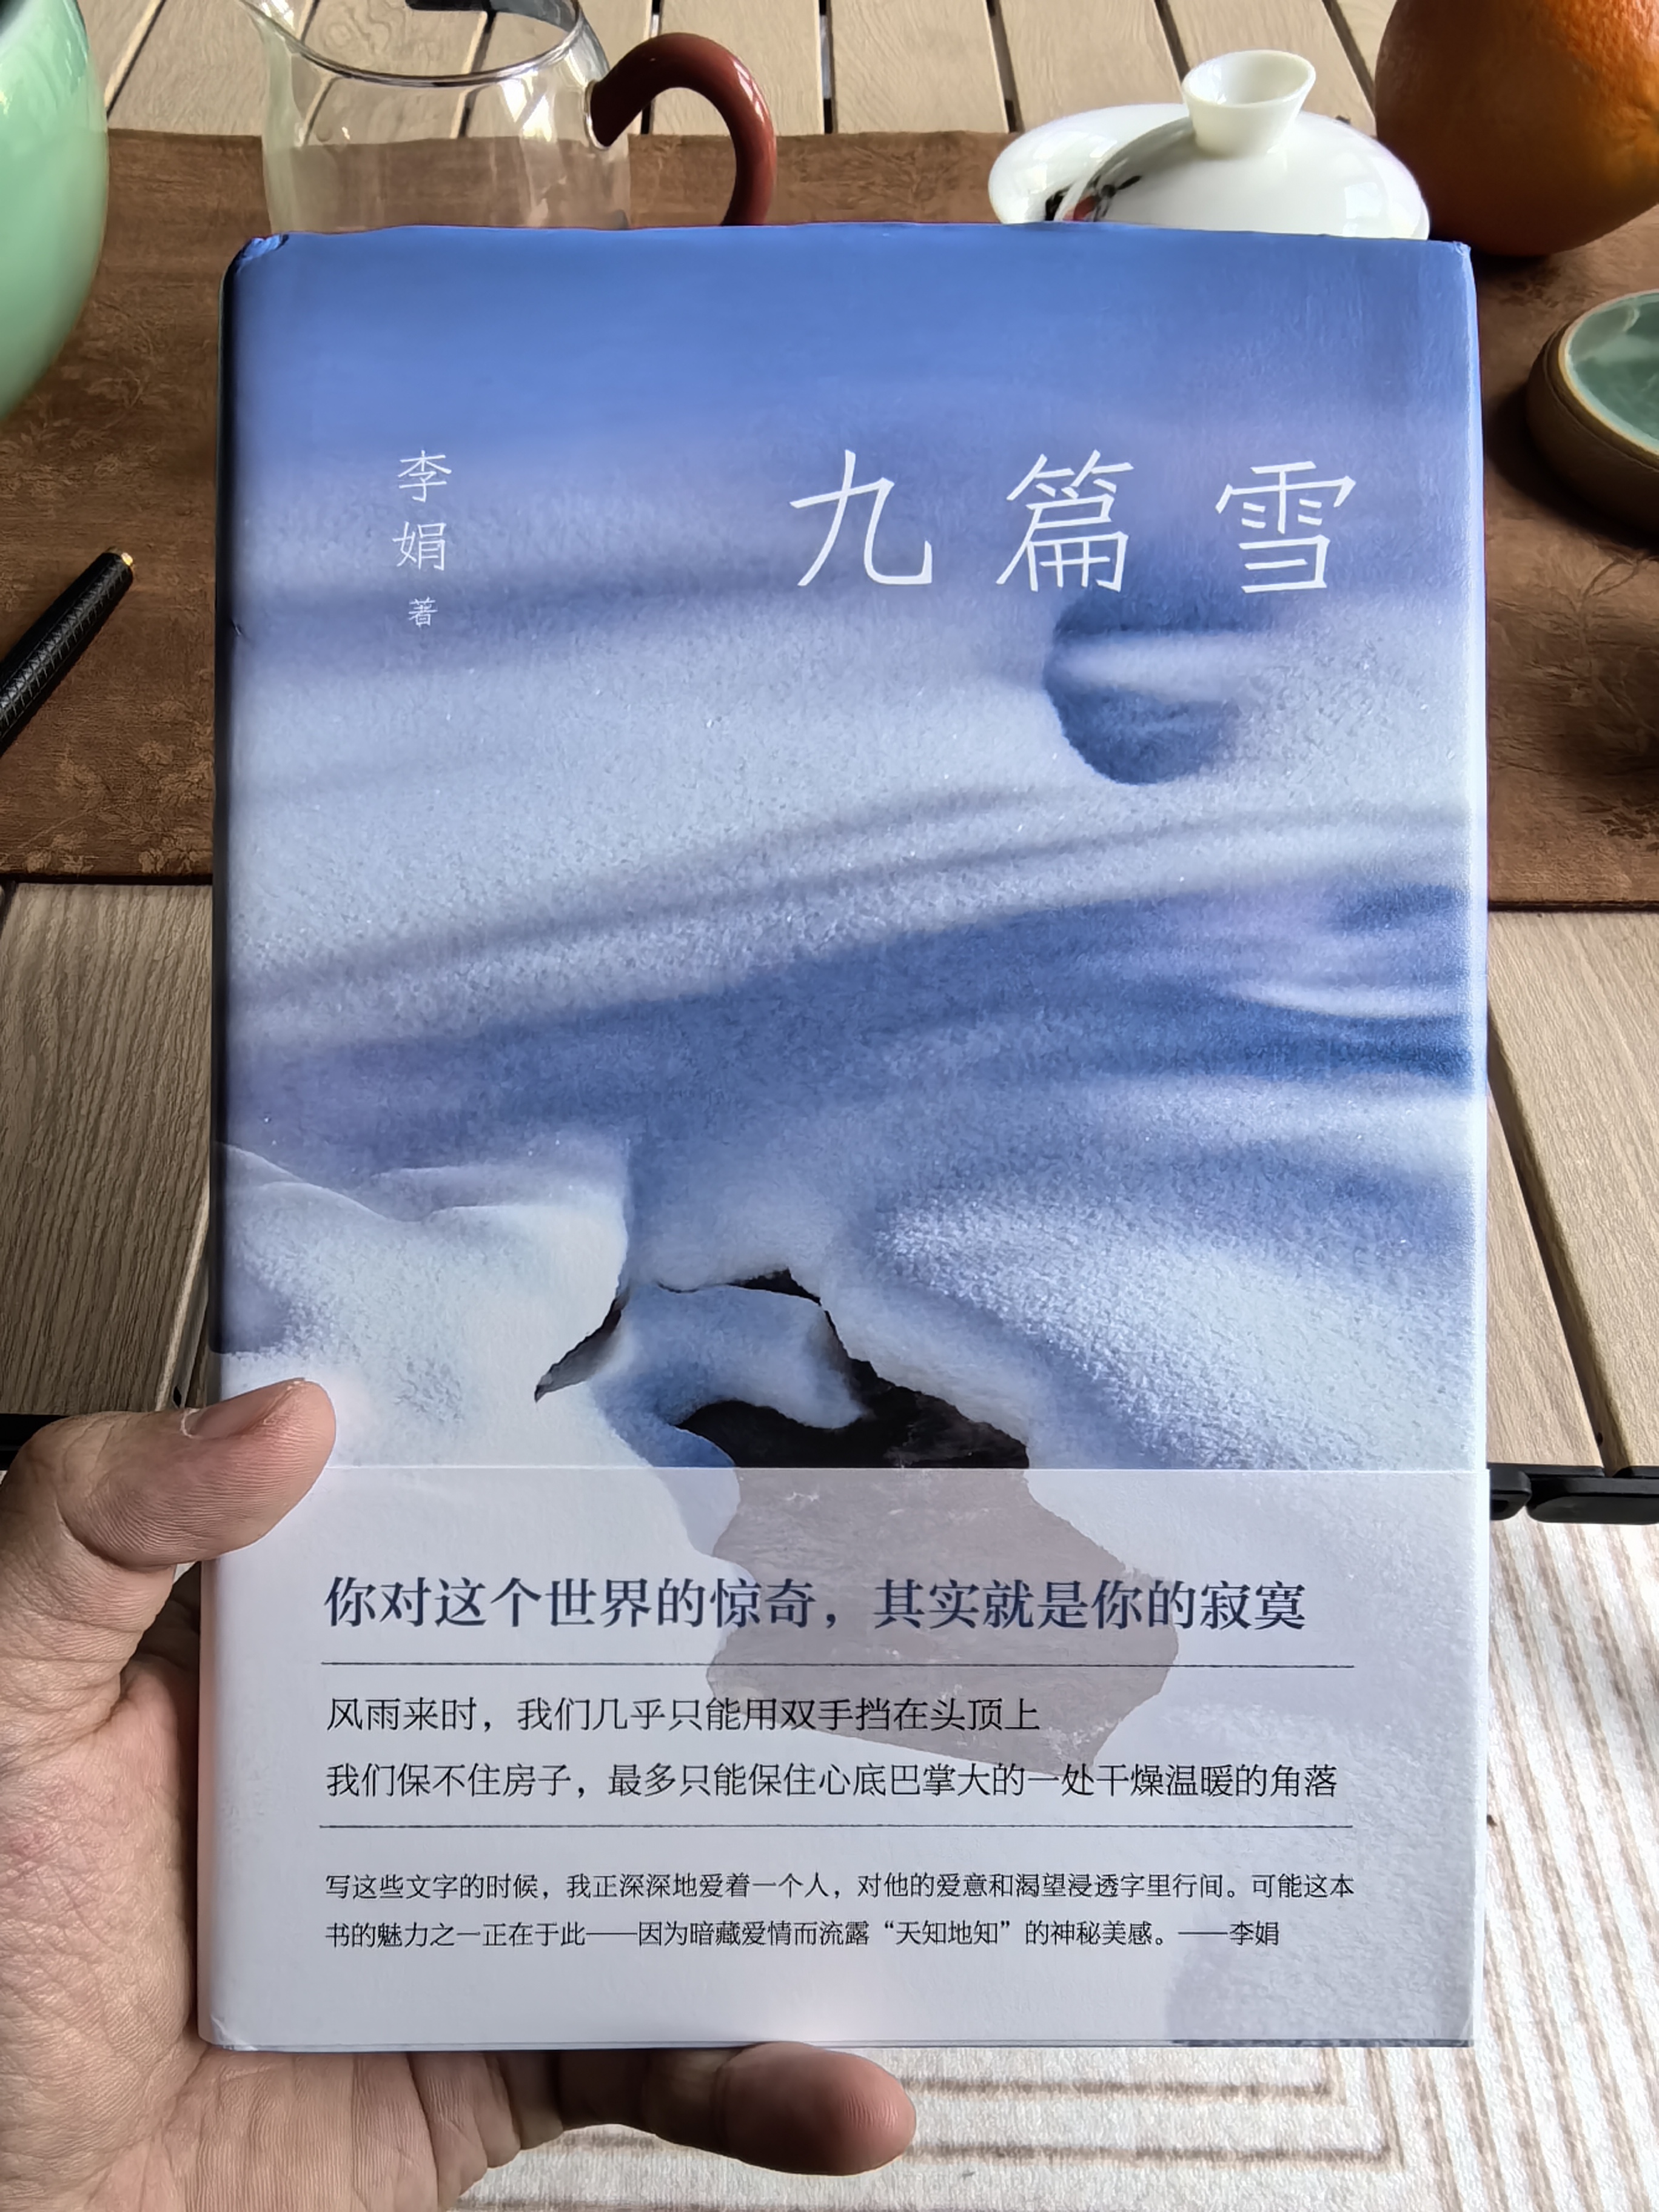 九篇雪
李娟 著
你对这个世界的惊奇，其实就是你的寂寞
风雨来时，我们几乎只能用双手挡在头顶上
我们保不住房子，最多只能保住心底巴掌大的一处干燥温暖的角落
写这些文字的时候，我正深深地爱着一个人，对他的爱意和渴望浸透字里行间。可能这本
书的魅力之一正在于此——因为暗藏爱情而流露“天知地知”的神秘美感。——李娟